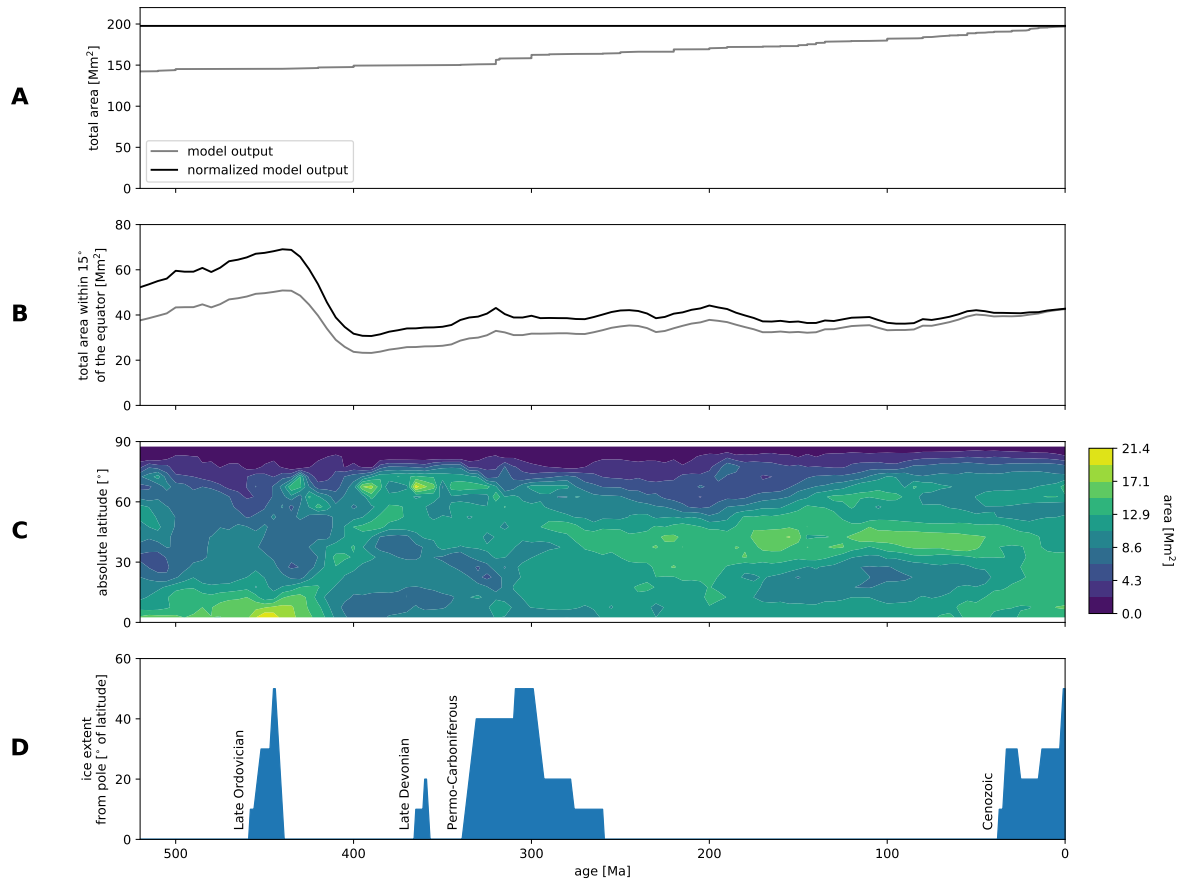 A
total area [Mm²]
200
150
100
50
0
model output
normalized model output
B
total area within 15°
of the equator [Mm²]
80
60
40
20
0
C
absolute latitude [°]
90
60
30
0
21.4
17.1
12.9
8.6
4.3
0.0
area [Mm²]
D
ice extent
from pole [° of latitude]
60
40
20
0
Late Ordovician
Late Devonian
Permo-Carboniferous
Cenozoic
500 400 300 200 100 0
age [Ma]